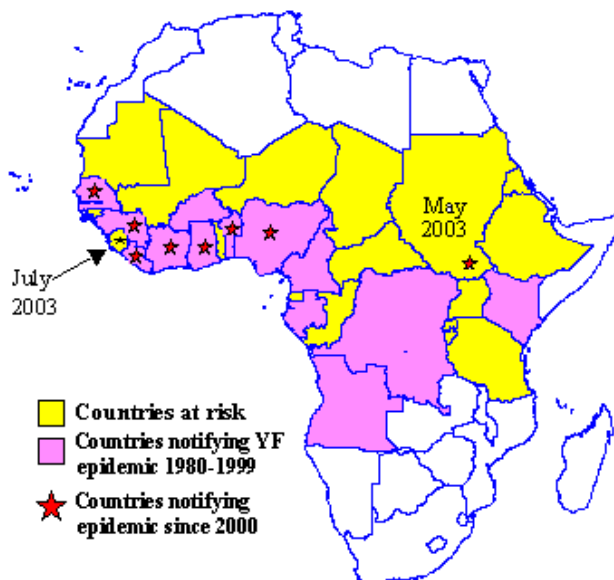 May
2003
July
2003
Countries at risk
Countries notifying YF
epidemic 1980-1999
Countries notifying
epidemic since 2000